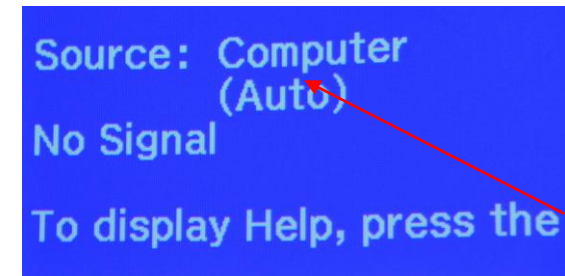 Source: Computer
(Auto)
No Signal
To display Help, press the